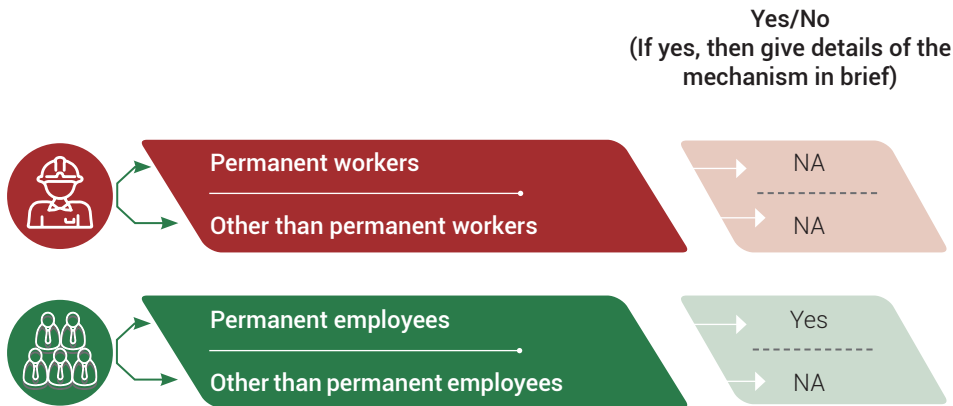 Yes/No
(If yes, then give details of the
mechanism in brief)
Permanent workers
NA
Other than permanent workers
NA
Permanent employees
Yes
Other than permanent employees
NA